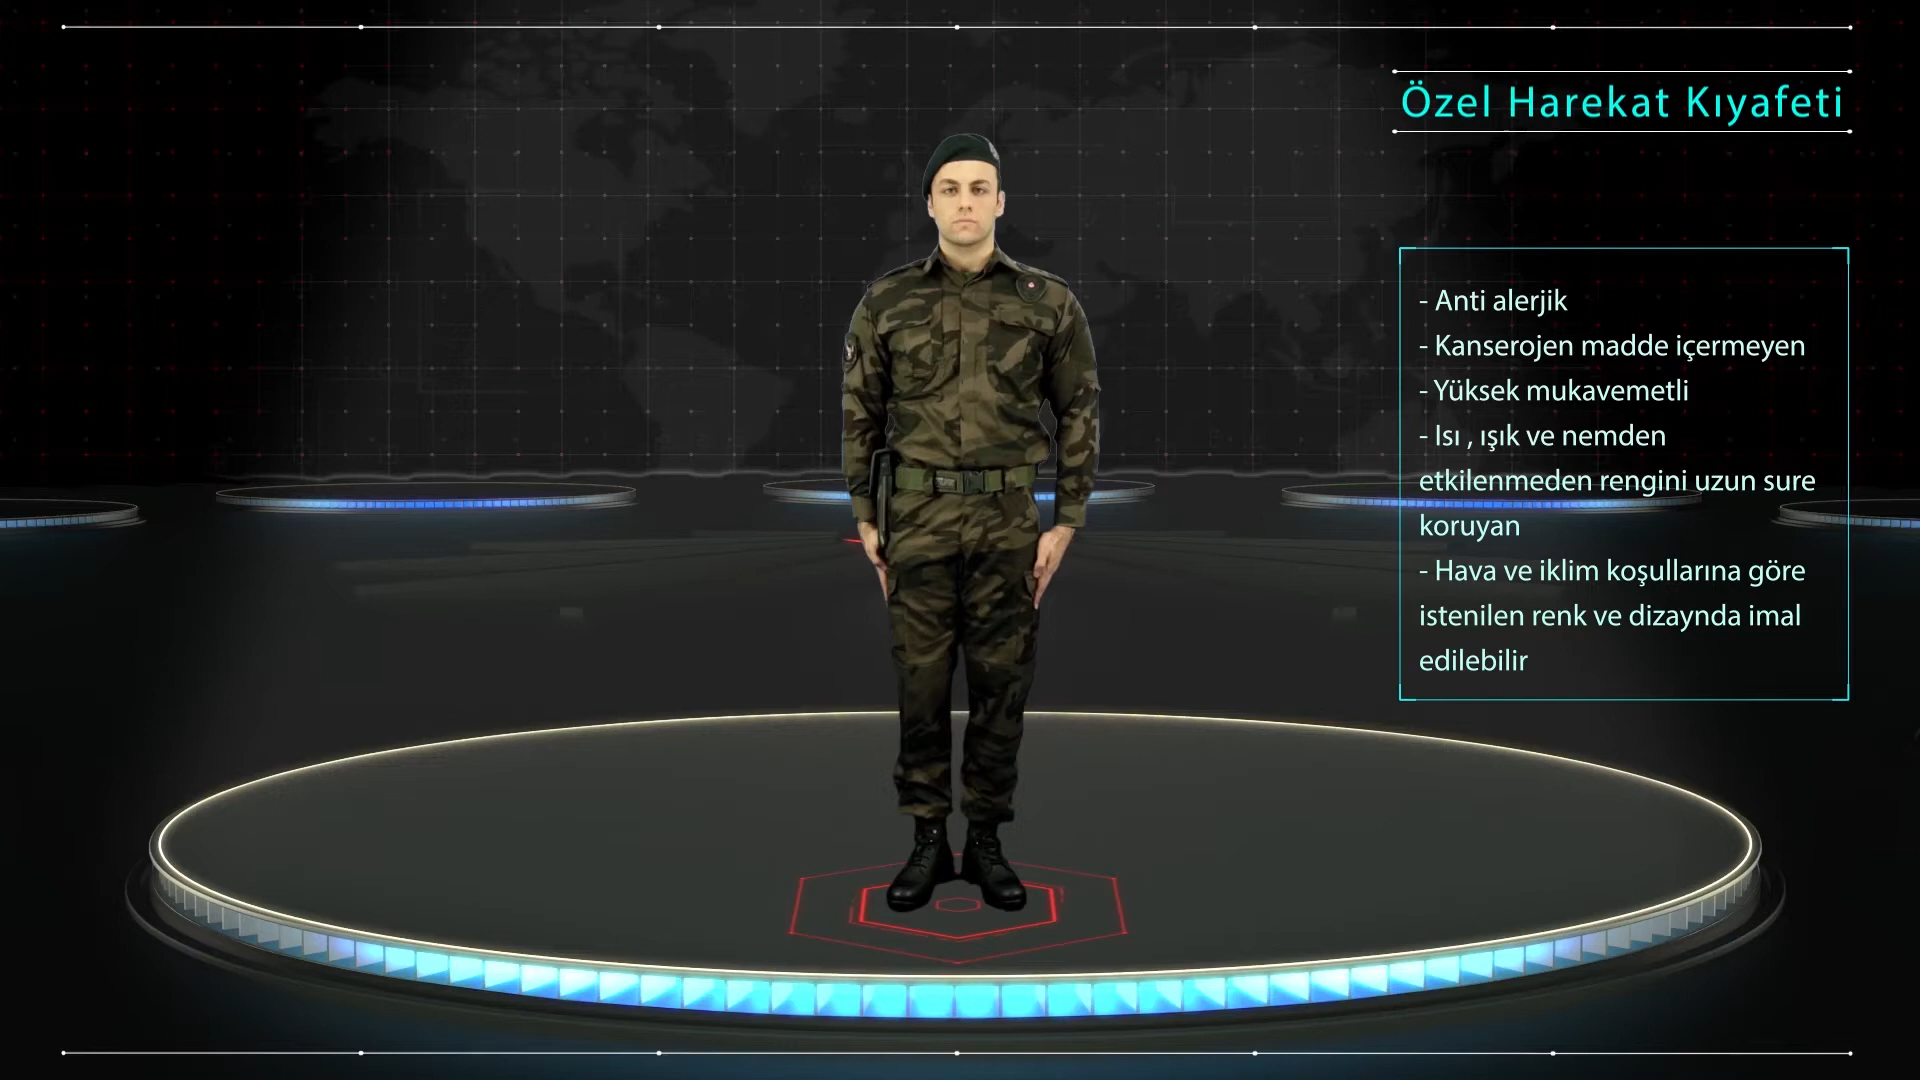 Özel Harekat Kıyafeti
- Anti alerjik
- Kanserojen madde içermeyen
- Yüksek mukavemetli
- Isı , ışık ve nemden
etkilenmeden rengini uzun sure
koruyan
- Hava ve iklim koşullarına göre
istenilen renk ve dizaynda imal
edilebilir